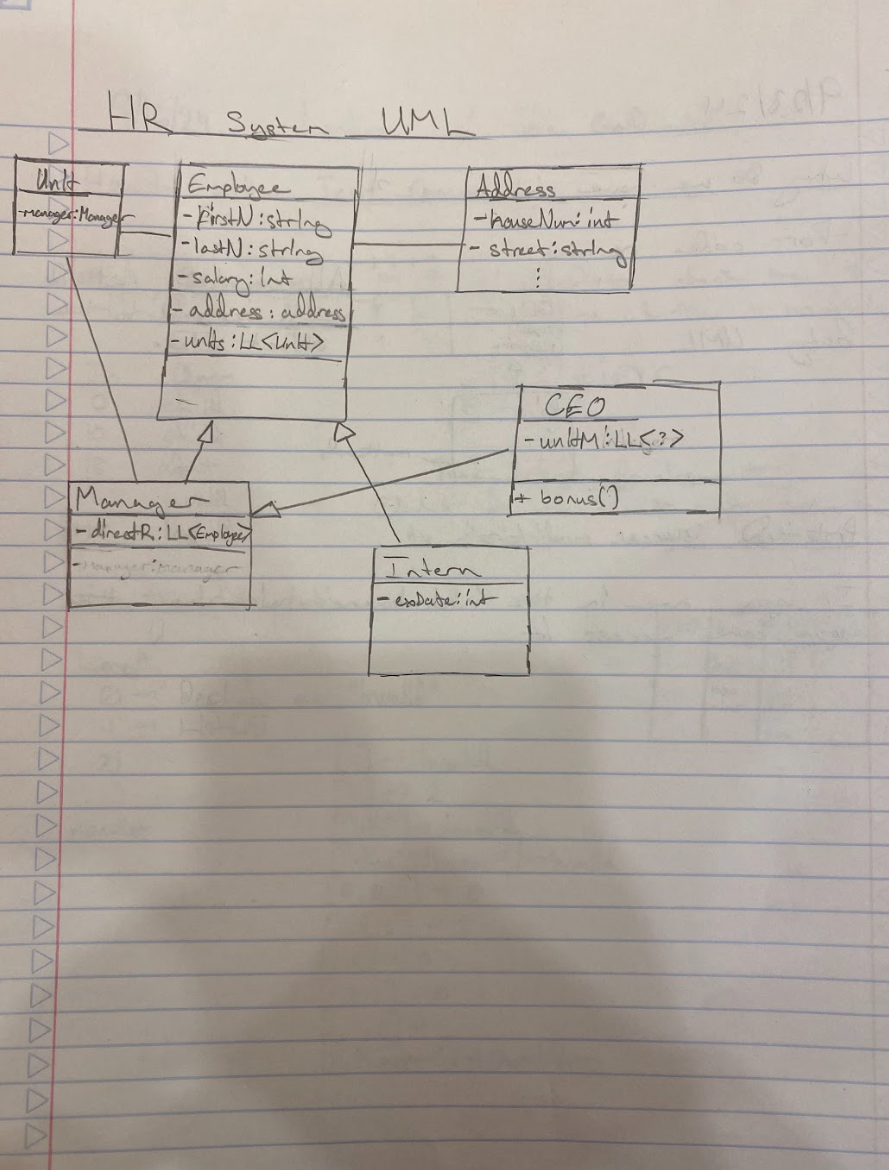 HR System UML
Unit
-manager:Manager
Employee
-firstN:string
-lastN:string
-salary:int
-address:address
-units:LL<Unit>
-
Address
-houseNum:int
-street:string
⋮
CEO
-unitM:LL<?>
+bonus()
Manager
-directR:LL<Employee>
-manager:manager
Intern
-expDate:int